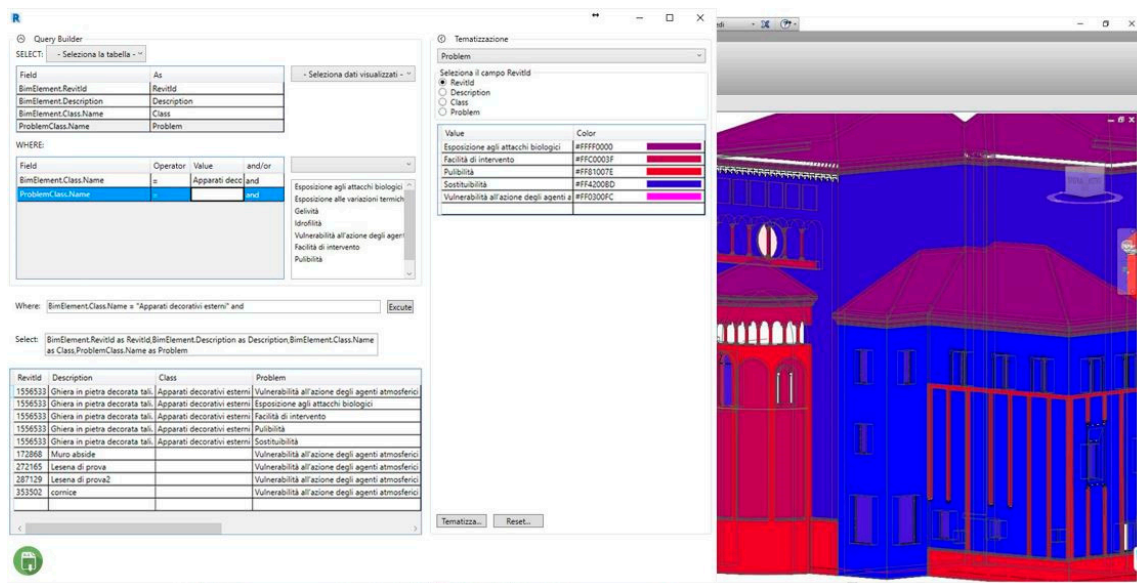 R
Query Builder
SELECT: - Seleziona la tabella -
Field As
BimElement.RevitId RevitId
BimElement.Description Description
BimElement.Class.Name Class
ProblemClass.Name Problem
- Seleziona dati visualizzati -
WHERE:
Field Operator Value and/or
BimElement.Class.Name = Apparati decc and
ProblemClass.Name = and
Esposizione agli attacchi biologici
Esposizione alle variazioni termich
Gelività
Idrofilità
Vulnerabilità all'azione degli agent
Facilità di intervento
Pulibilità
Where: BimElement.Class.Name = "Apparati decorativi esterni" and Excute
Select: BimElement.RevitId as RevitId,BimElement.Description as Description,BimElement.Class.Name
as Class,ProblemClass.Name as Problem
RevitId Description Class Problem
1556533 Ghiera in pietra decorata tali. Apparati decorativi esterni Vulnerabilità all'azione degli agenti atmosferici
1556533 Ghiera in pietra decorata tali. Apparati decorativi esterni Esposizione agli attacchi biologici
1556533 Ghiera in pietra decorata tali. Apparati decorativi esterni Facilità di intervento
1556533 Ghiera in pietra decorata tali. Apparati decorativi esterni Pulibilità
1556533 Ghiera in pietra decorata tali. Apparati decorativi esterni Sostituibilità
172868 Muro abside Vulnerabilità all'azione degli agenti atmosferici
272165 Lesena di prova Vulnerabilità all'azione degli agenti atmosferici
287129 Lesena di prova2 Vulnerabilità all'azione degli agenti atmosferici
353502 cornice Vulnerabilità all'azione degli agenti atmosferici
Tematizzazione
Problem
Seleziona il campo RevitId
RevitId
Description
Class
Problem
Value Color
Esposizione agli attacchi biologici #FFFF0000
Facilità di intervento #FFC0003F
Pulibilità #FF81007E
Sostituibilità #FF4200BD
Vulnerabilità all'azione degli agenti a #FF0300FC
Tematizza... Reset...